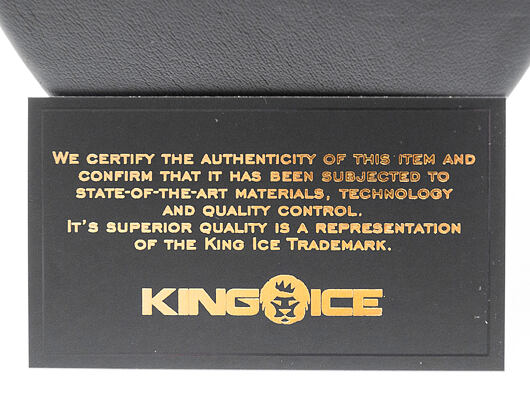 We certify the authenticity of this item and
confirm that it has been subjected to
state-of-the-art materials, technology
and quality control.
It's superior quality is a representation
of the King Ice Trademark.
KING ICE